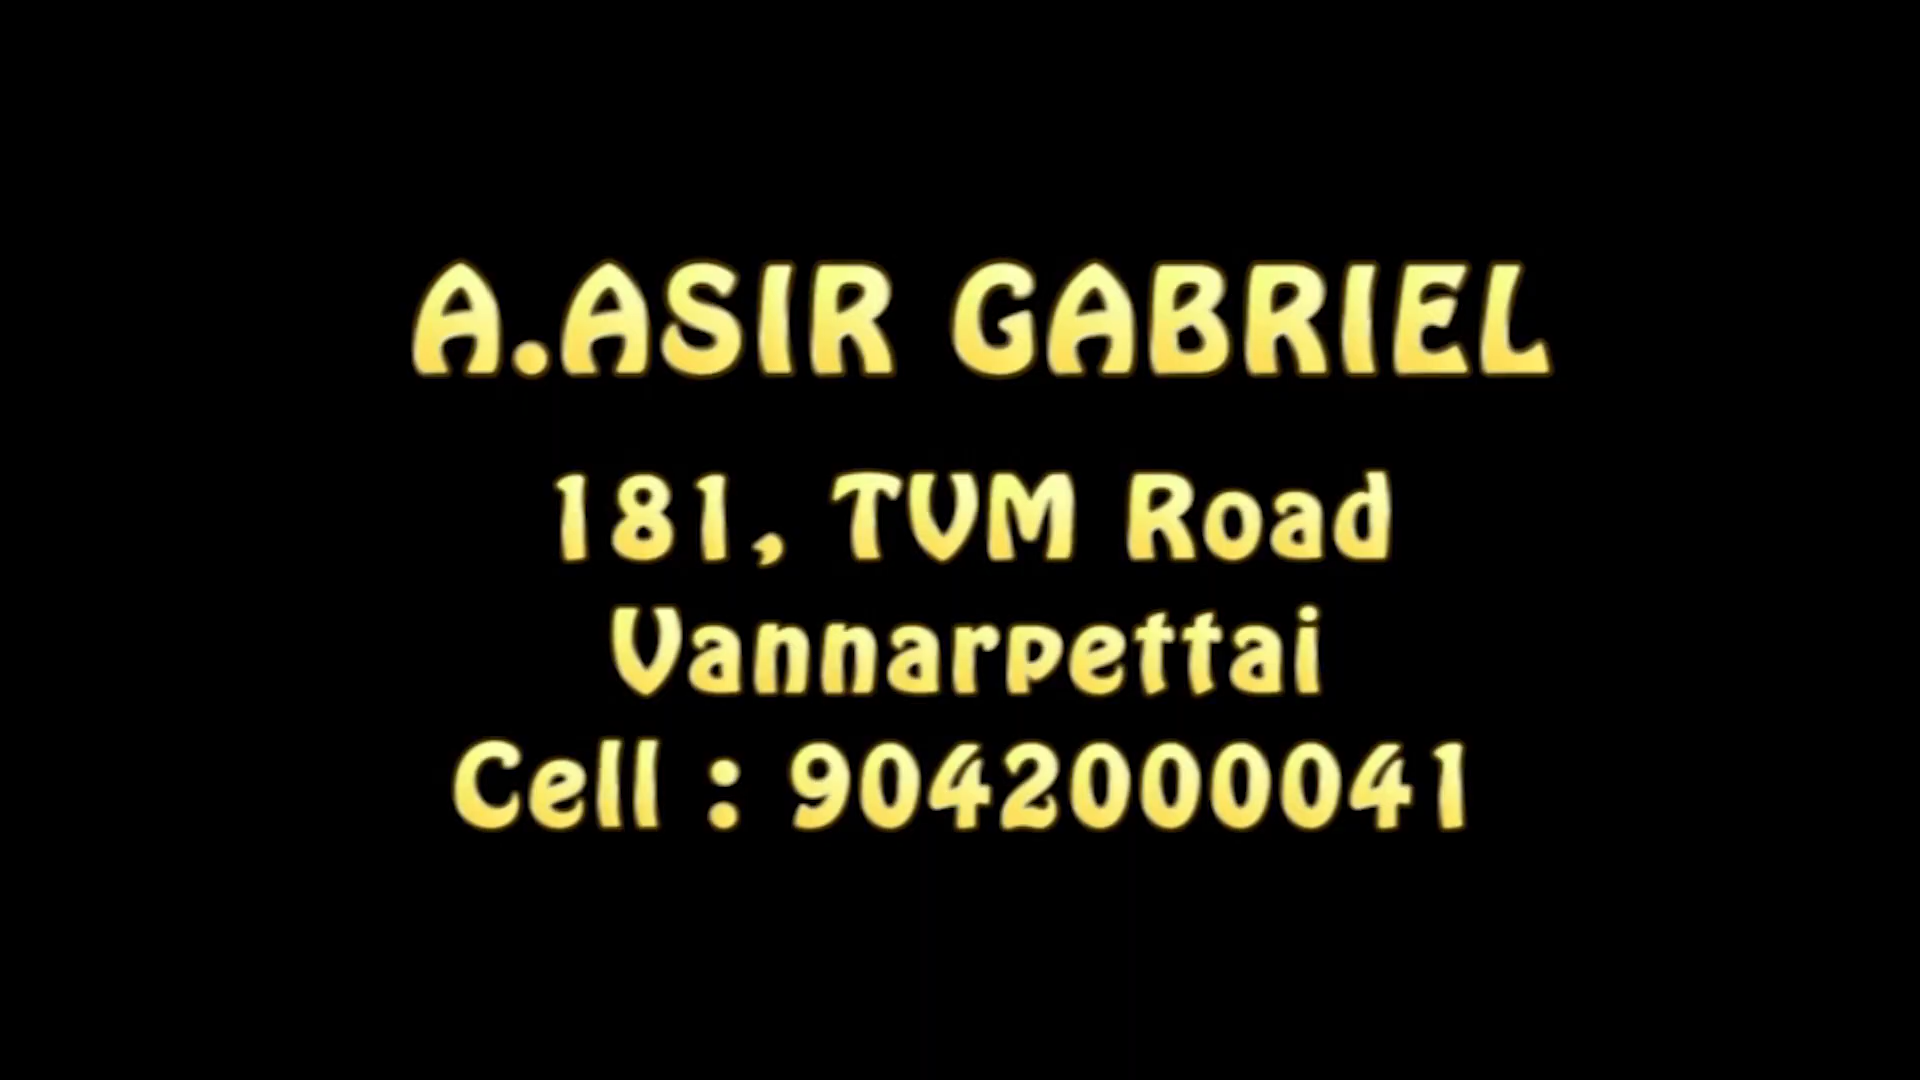 A.ASIR GABRIEL
181, TVM Road
Vannarpettai
Cell : 9042000041